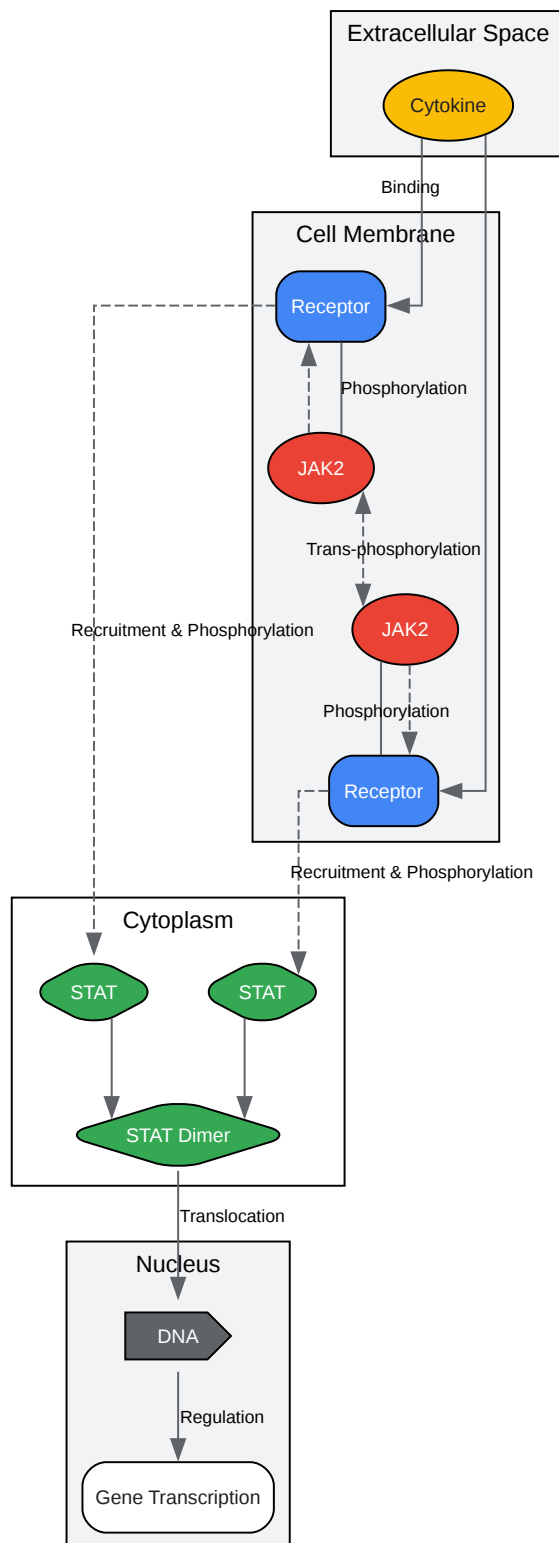 Extracellular Space
Cytokine
Binding
Cell Membrane
Receptor
Phosphorylation
JAK2
Trans-phosphorylation
JAK2
Recruitment & Phosphorylation
Phosphorylation
Receptor
Recruitment & Phosphorylation
Cytoplasm
STAT
STAT
STAT Dimer
Translocation
Nucleus
DNA
Regulation
Gene Transcription